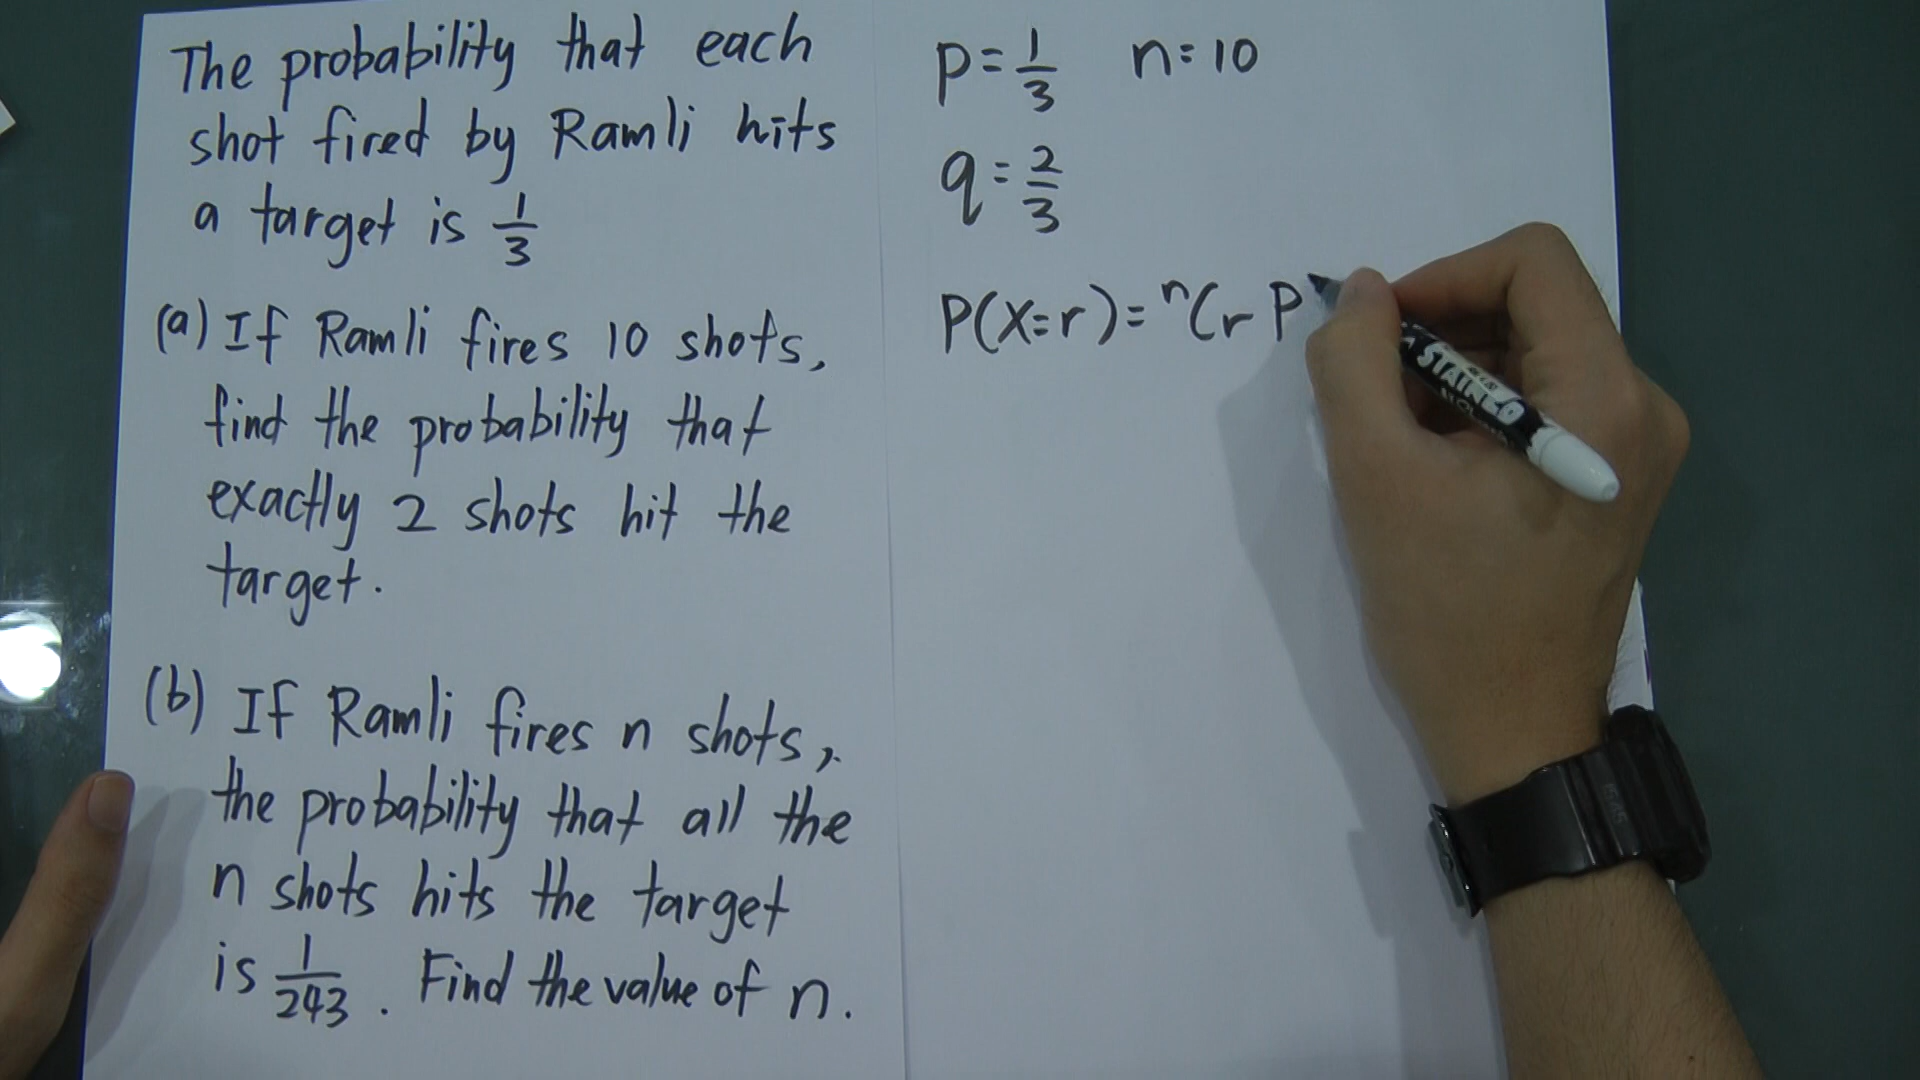 The probability that each
shot fired by Ramli hits
a target is 1/3
(a) If Ramli fires 10 shots,
find the probability that
exactly 2 shots hit the
target.
(b) If Ramli fires n shots,
the probability that all the
n shots hits the target
is 1/243. Find the value of n.
p = 1/3 n = 10
q = 2/3
P(X=r) = ⁿCr P